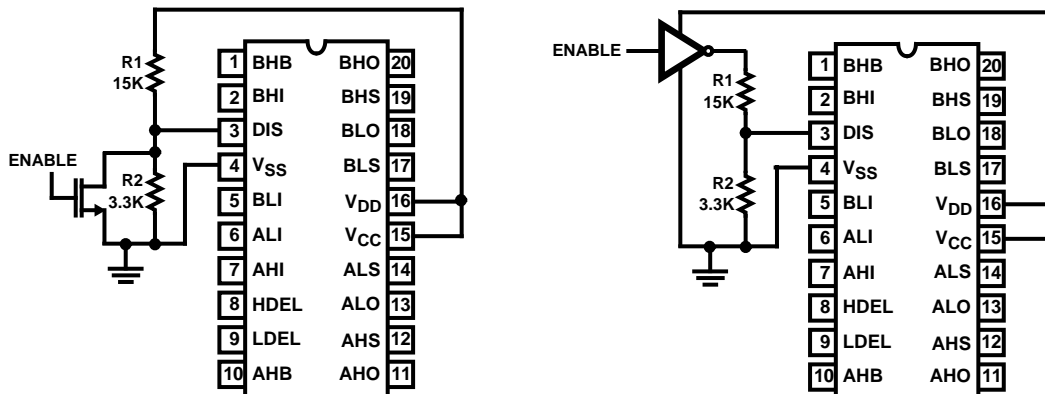 R1
15K
ENABLE
R2
3.3K
1 BHB BHO 20
2 BHI BHS 19
3 DIS BLO 18
4 VSS BLS 17
5 BLI VDD 16
6 ALI VCC 15
7 AHI ALS 14
8 HDEL ALO 13
9 LDEL AHS 12
10 AHB AHO 11
ENABLE
R1
15K
R2
3.3K
1 BHB BHO 20
2 BHI BHS 19
3 DIS BLO 18
4 VSS BLS 17
5 BLI VDD 16
6 ALI VCC 15
7 AHI ALS 14
8 HDEL ALO 13
9 LDEL AHS 12
10 AHB AHO 11